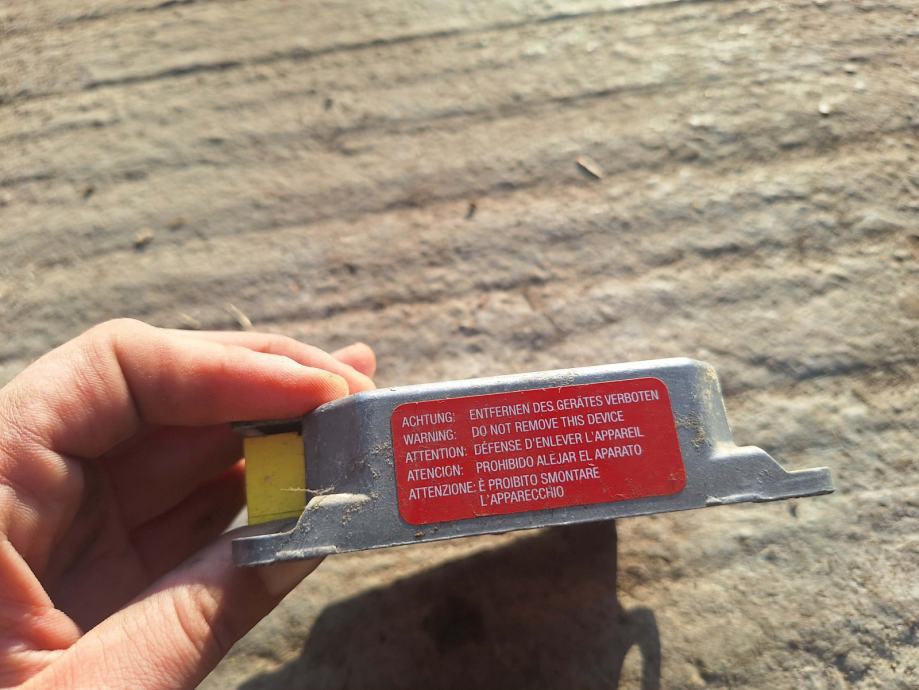 ACHTUNG: ENTFERNEN DES GERÄTES VERBOTEN
WARNING: DO NOT REMOVE THIS DEVICE
ATTENTION: DÉFENSE D'ENLEVER L'APPAREIL
ATENCION: PROHIBIDO ALEJAR EL APARATO
ATTENZIONE: È PROIBITO SMONTARE
L'APPARECCHIO